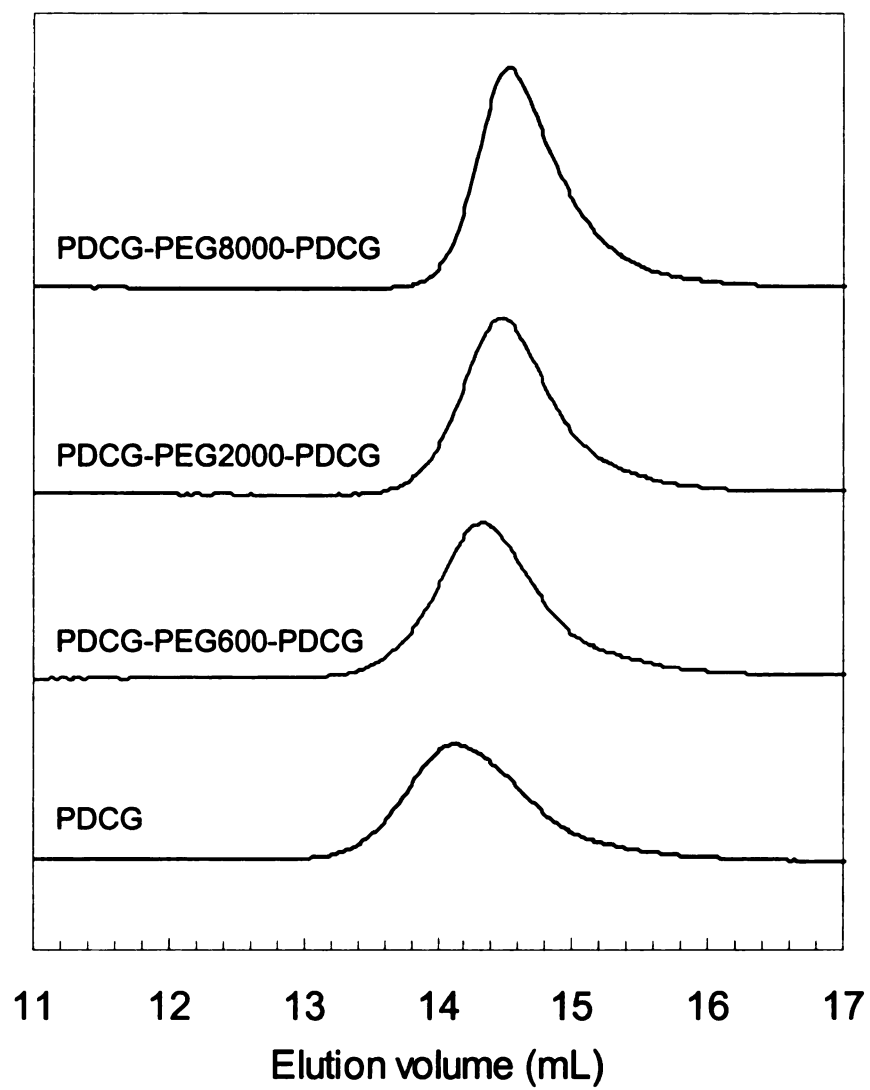 PDCG-PEG8000-PDCG
PDCG-PEG2000-PDCG
PDCG-PEG600-PDCG
PDCG
11 12 13 14 15 16 17
Elution volume (mL)